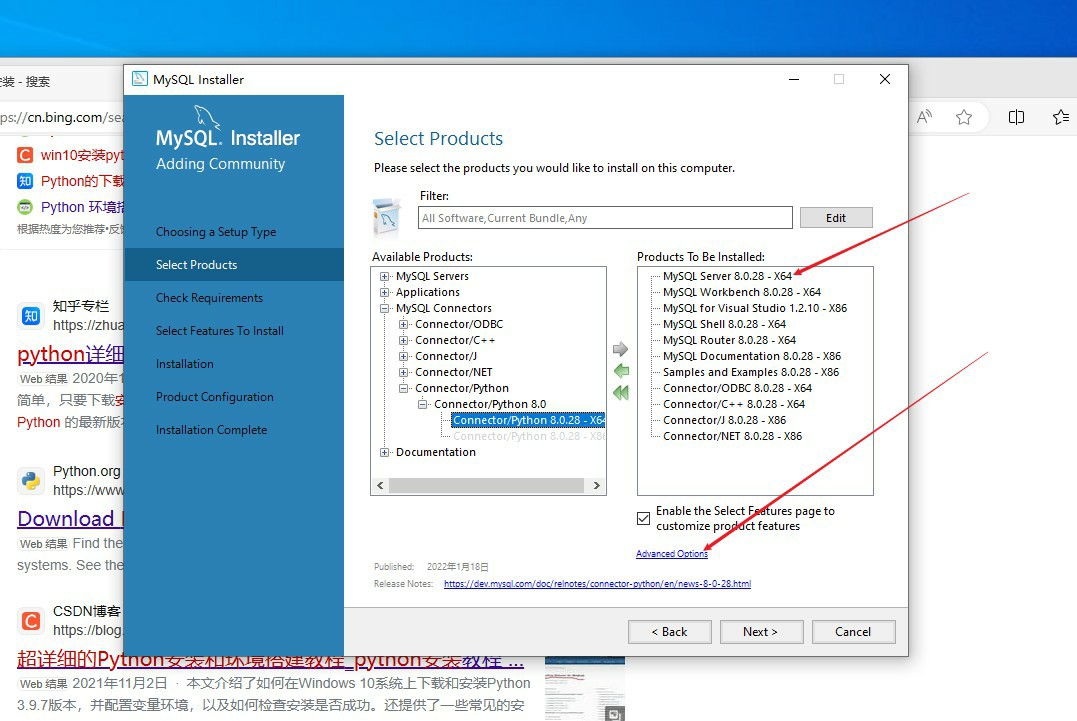 安装 - 搜索
ps://cn.bing.com/sea
win10安装pyt
Python的下载
Python 环境搭
根据热度为您推荐•反馈
知乎专栏
https://zhua
python详细
Web 结果 2020年1
简单，只要下载安
Python 的最新版本
Python.org
https://www
Download
Web 结果 Find the
systems. See the
CSDN博客
https://blog.
超详细的Python安装和环境搭建教程_python安装教程 ...
Web 结果 2021年11月2日 · 本文介绍了如何在Windows 10系统上下载和安装Python
3.9.7版本，并配置变量环境，以及如何检查安装是否成功。还提供了一些常见的安
MySQL Installer
MySQL. Installer
Adding Community
Choosing a Setup Type
Select Products
Check Requirements
Select Features To Install
Installation
Product Configuration
Installation Complete
Select Products
Please select the products you would like to install on this computer.
Filter:
All Software,Current Bundle,Any
Edit
Available Products:
MySQL Servers
Applications
MySQL Connectors
Connector/ODBC
Connector/C++
Connector/J
Connector/NET
Connector/Python
Connector/Python 8.0
Connector/Python 8.0.28 - X64
Connector/Python 8.0.28 - X86
Documentation
Products To Be Installed:
MySQL Server 8.0.28 - X64
MySQL Workbench 8.0.28 - X64
MySQL for Visual Studio 1.2.10 - X86
MySQL Shell 8.0.28 - X64
MySQL Router 8.0.28 - X64
MySQL Documentation 8.0.28 - X86
Samples and Examples 8.0.28 - X86
Connector/ODBC 8.0.28 - X64
Connector/C++ 8.0.28 - X64
Connector/J 8.0.28 - X86
Connector/NET 8.0.28 - X86
Enable the Select Features page to
customize product features
Advanced Options
Published: 2022年1月18日
Release Notes: https://dev.mysql.com/doc/relnotes/connector-python/en/news-8-0-28.html
< Back
Next >
Cancel